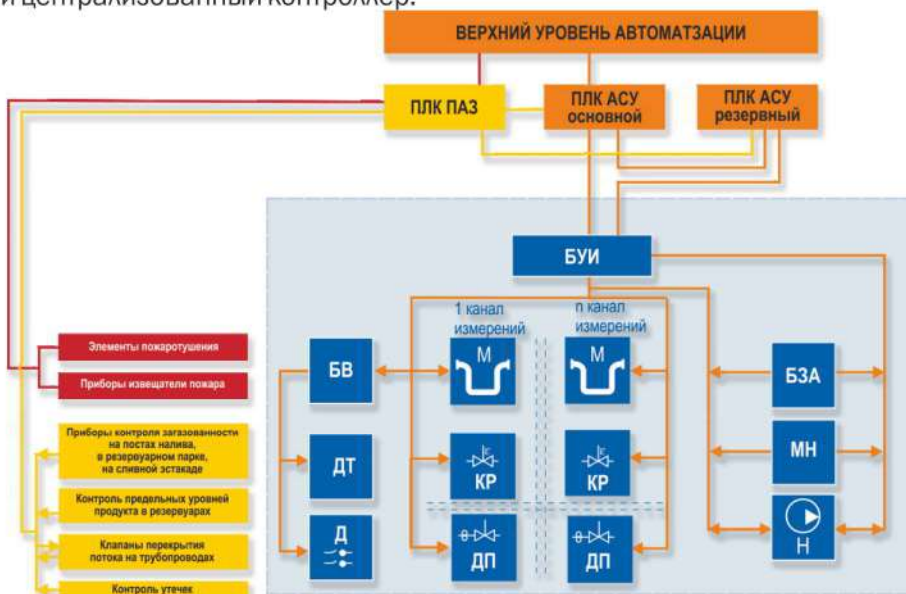 й централизованный контроллер.
ВЕРХНИЙ УРОВЕНЬ АВТОМАТЗАЦИИ
ПЛК ПАЗ
ПЛК АСУ
основной
ПЛК АСУ
резервный
БУИ
1 канал
измерений
n канал
измерений
Элементы пожаротушения
Приборы извещатели пожара
БВ
М
М
БЗА
Приборы контроля загазованности
на постах налива,
в резервуарном парке,
на сливной эстакаде
ДТ
КР
КР
МН
Контроль предельных уровней
продукта в резервуарах
Клапаны перекрытия
потока на трубопроводах
Д
ДП
ДП
Н
Контроль утечек